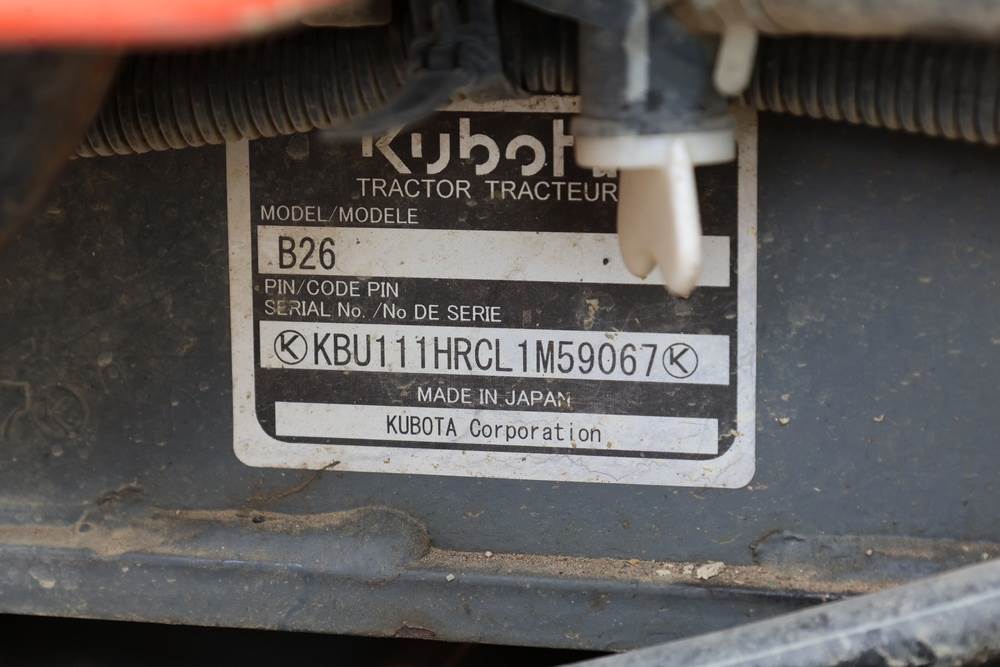 Kubota
TRACTOR TRACTEUR
MODEL/MODELE
B26
PIN/CODE PIN
SERIAL No. /No DE SERIE
KBU111HRCL1M59067
MADE IN JAPAN
KUBOTA Corporation